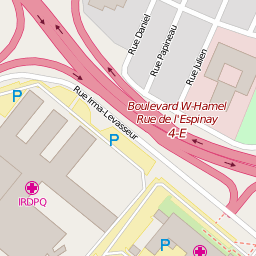 Rue Daniel
Rue Papineau
Rue Julien
P
Rue Irma-Levasseur
Boulevard W-Hamel
Rue de l'Espinay
4-E
P
IRDPQ
P